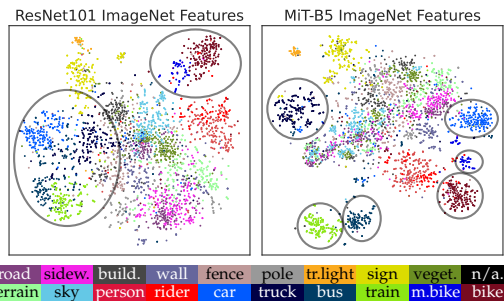 ResNet101 ImageNet Features
MiT-B5 ImageNet Features
road sidew. build. wall fence pole tr.light sign veget. n/a.
terrain sky person rider car truck bus train m.bike bike